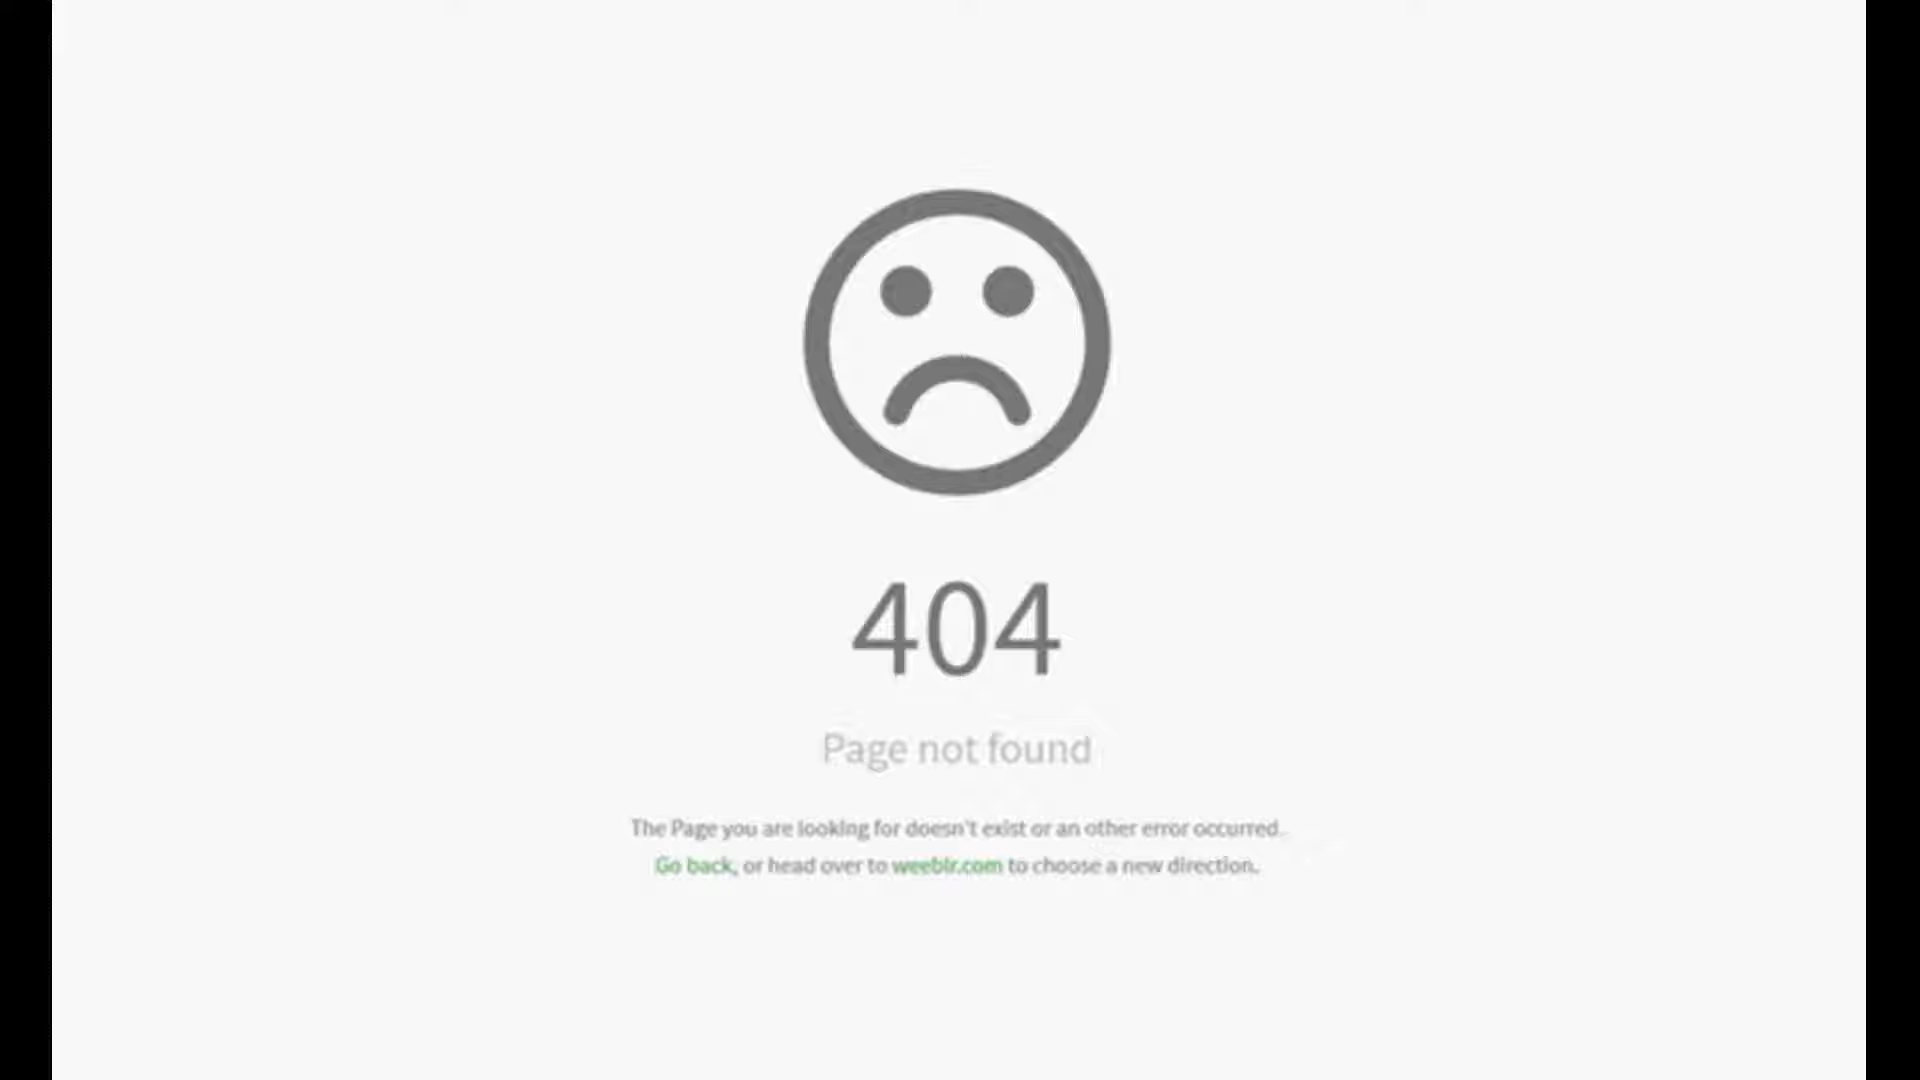 404
Page not found
The Page you are looking for doesn't exist or an other error occurred.
Go back, or head over to weeblr.com to choose a new direction.